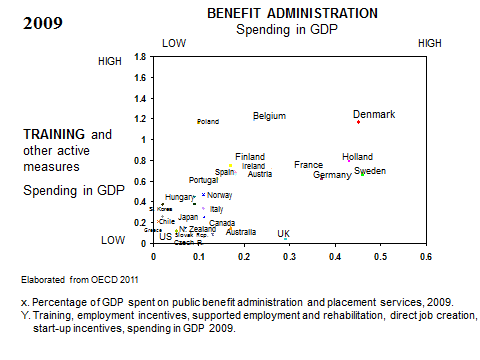 2009
BENEFIT ADMINISTRATION
Spending in GDP
LOW
HIGH
HIGH
1.8
1.6
1.4
1.2
1
0.8
0.6
0.4
0.2
0
TRAINING and
other active
measures
Spending in GDP
LOW
Poland
Belgium
Denmark
Finland
Ireland
Spain
Austria
France
Holland
Germany
Sweden
Portugal
Hungary
Norway
S. Korea
Italy
Chile
Japan
Canada
Greece
N. Zealand
Australia
US
Slovak Rep.
Czech R.
UK
0
0.1
0.2
0.3
0.4
0.5
0.6
Elaborated from OECD 2011
x. Percentage of GDP spent on public benefit administration and placement services, 2009.
Y. Training, employment incentives, supported employment and rehabilitation, direct job creation,
start-up incentives, spending in GDP 2009.